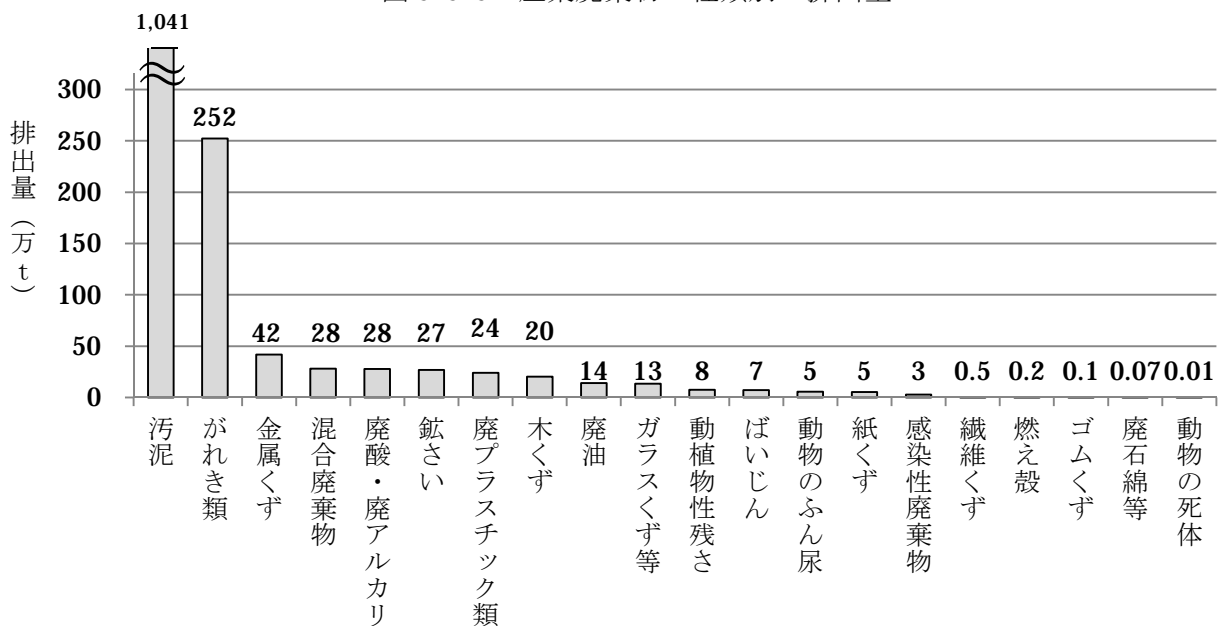 1,041
300
250
200
150
100
50
0
排出量（万t）
252
42
28
28
27
24
20
14
13
8
7
5
5
3
0.5
0.2
0.1
0.07
0.01
汚泥
がれき類
金属くず
混合廃棄物
廃酸・廃アルカリ
鉱さい
廃プラスチック類
木くず
廃油
ガラスくず等
動植物性残さ
ばいじん
動物のふん尿
紙くず
感染性廃棄物
繊維くず
燃え殻
ゴムくず
廃石綿等
動物の死体